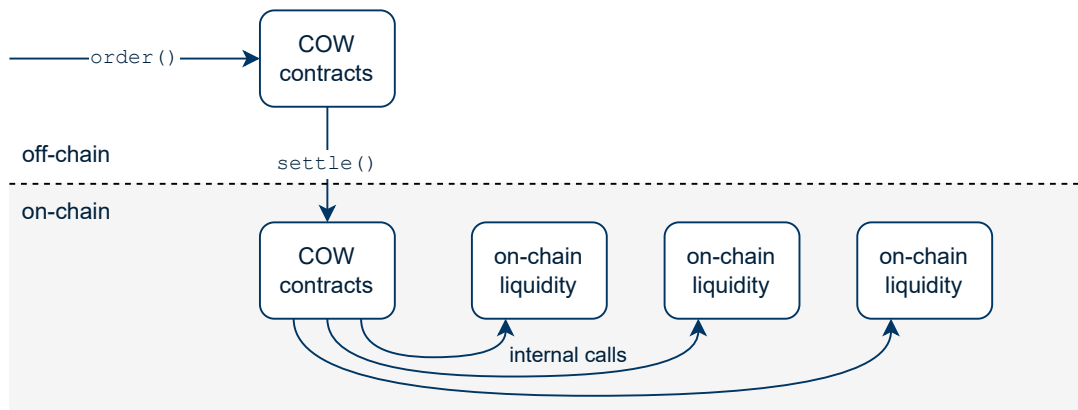 COW
contracts
order()
off-chain
settle()
on-chain
COW
contracts
on-chain
liquidity
on-chain
liquidity
on-chain
liquidity
internal calls